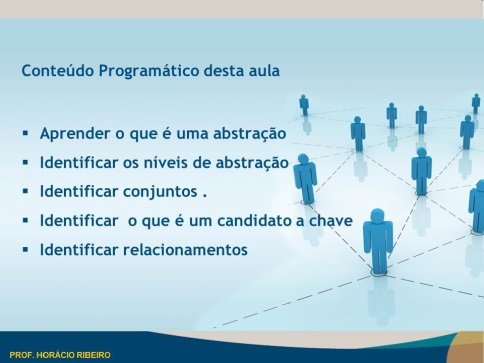 Conteúdo Programático desta aula
▪ Aprender o que é uma abstração
▪ Identificar os níveis de abstração
▪ Identificar conjuntos .
▪ Identificar o que é um candidato a chave
▪ Identificar relacionamentos
PROF. HORÁCIO RIBEIRO